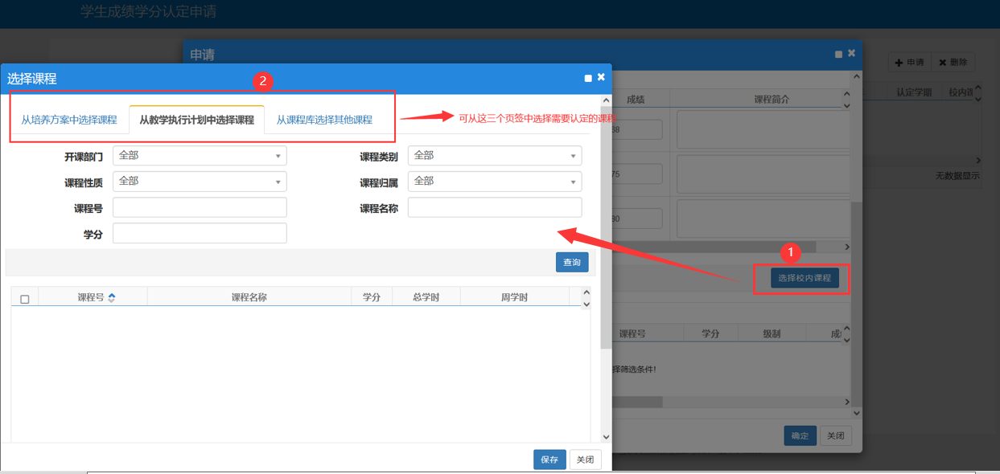 学生成绩学分认定申请
申请
申请 删除
选择课程
2
成绩 课程简介
认定学期 校内课
从培养方案中选择课程 从教学执行计划中选择课程 从课程库选择其他课程
可从这三个页签中选择需要认定的课程
68
开课部门 全部 课程类别 全部
75
无数据显示
课程性质 全部 课程归属 全部
课程号 课程名称
80
学分
1
查询
选择校内课程
课程号 课程名称 学分 总学时 周学时
课程号 学分 级制 成
择筛选条件!
确定 关闭
保存 关闭